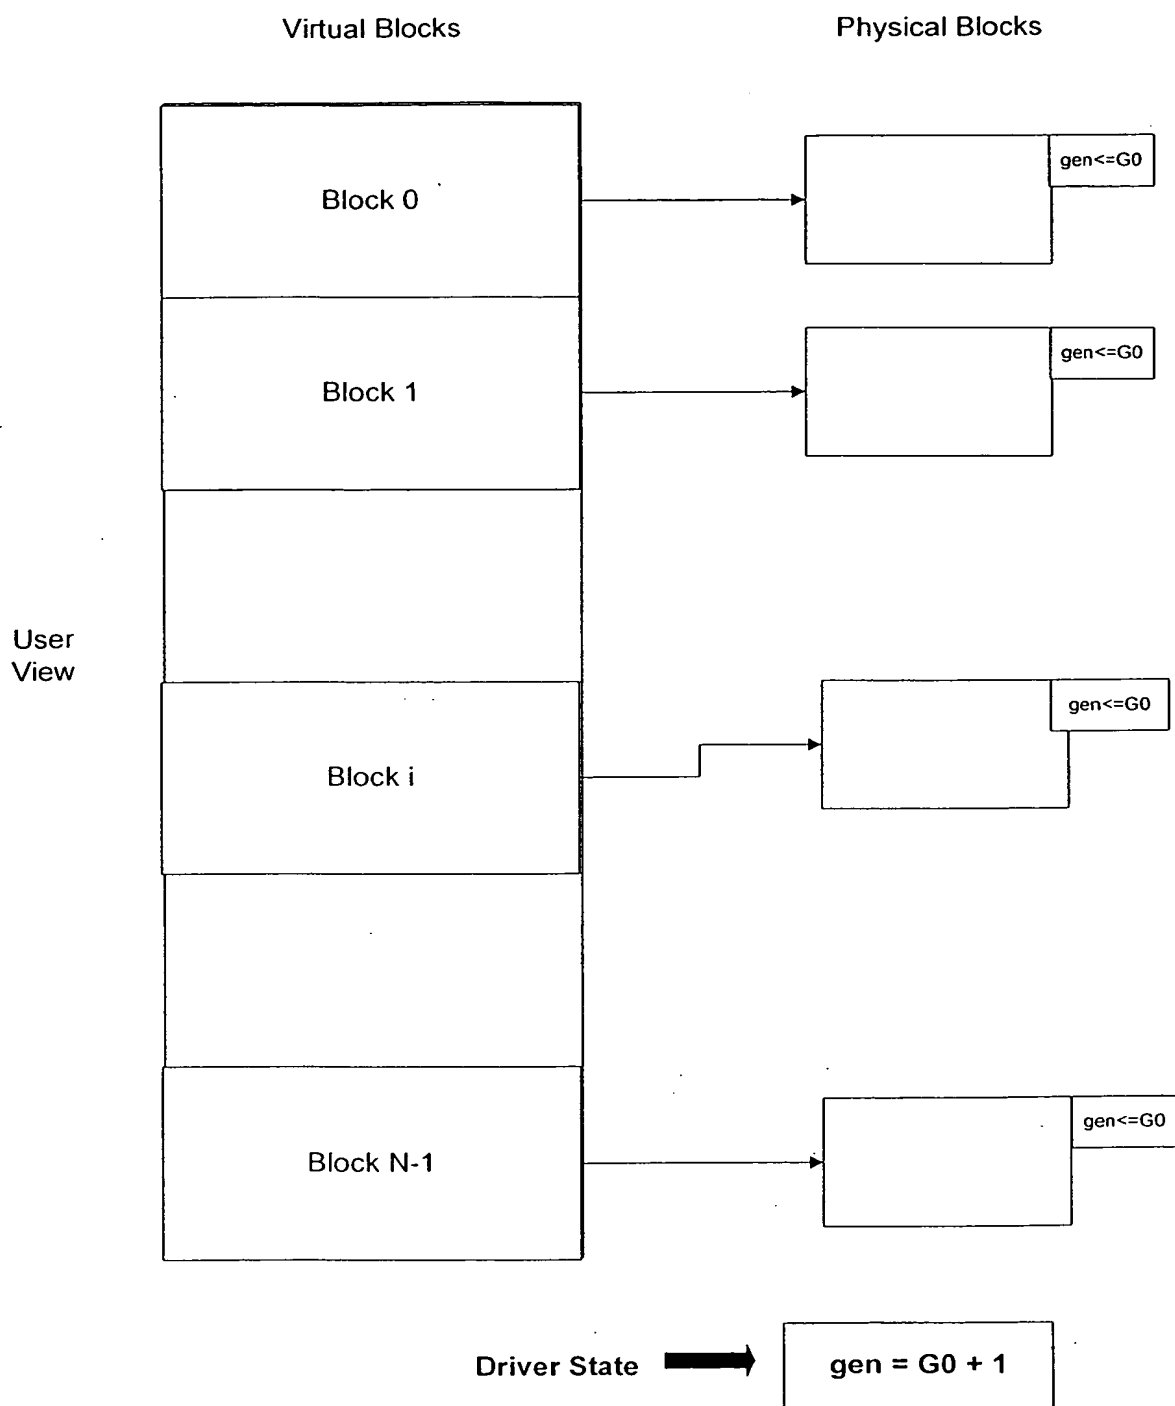 Virtual Blocks
Physical Blocks
Block 0
gen<=G0
Block 1
gen<=G0
User
View
Block i
gen<=G0
Block N-1
gen<=G0
Driver State
gen = G0 + 1